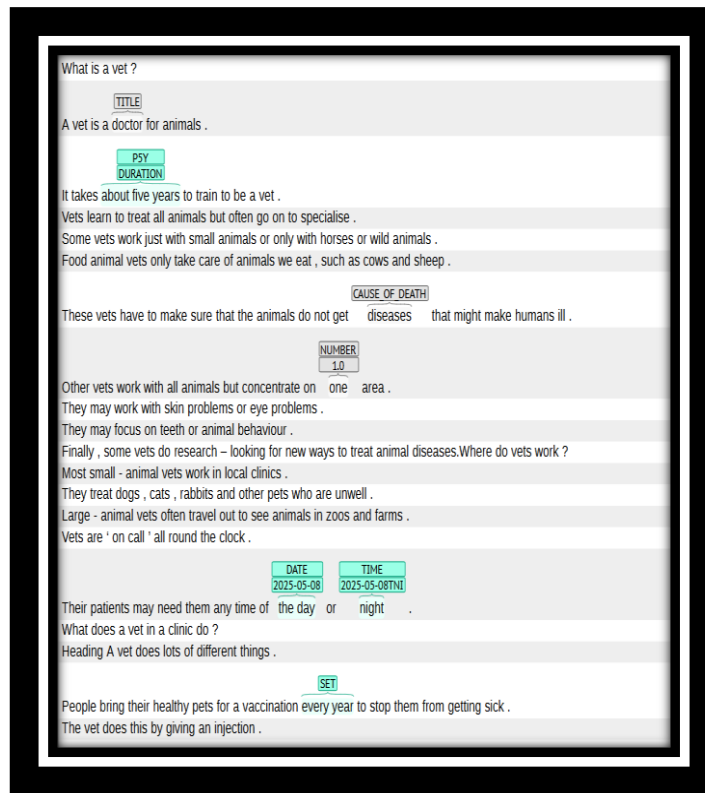 What is a vet ?
TITLE
A vet is a doctor for animals .
P5Y
DURATION
It takes about five years to train to be a vet .
Vets learn to treat all animals but often go on to specialise .
Some vets work just with small animals or only with horses or wild animals .
Food animal vets only take care of animals we eat , such as cows and sheep .
CAUSE_OF_DEATH
These vets have to make sure that the animals do not get diseases that might make humans ill .
NUMBER
1.0
Other vets work with all animals but concentrate on one area .
They may work with skin problems or eye problems .
They may focus on teeth or animal behaviour .
Finally , some vets do research – looking for new ways to treat animal diseases.Where do vets work ?
Most small - animal vets work in local clinics .
They treat dogs , cats , rabbits and other pets who are unwell .
Large - animal vets often travel out to see animals in zoos and farms .
Vets are ‘ on call ’ all round the clock .
DATE TIME
2025-05-08 2025-05-08TNI
Their patients may need them any time of the day or night .
What does a vet in a clinic do ?
Heading A vet does lots of different things .
SET
People bring their healthy pets for a vaccination every year to stop them from getting sick .
The vet does this by giving an injection .